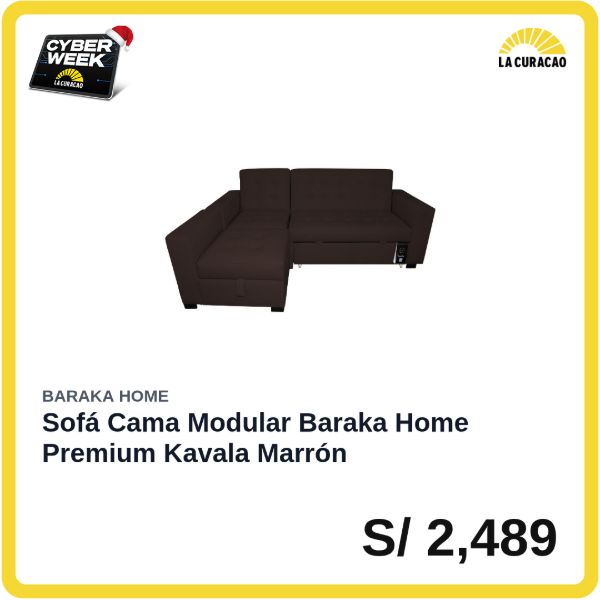 CYBER
WEEK
LA CURACAO
LA CURACAO
BARAKA HOME
Sofá Cama Modular Baraka Home
Premium Kavala Marrón
S/ 2,489